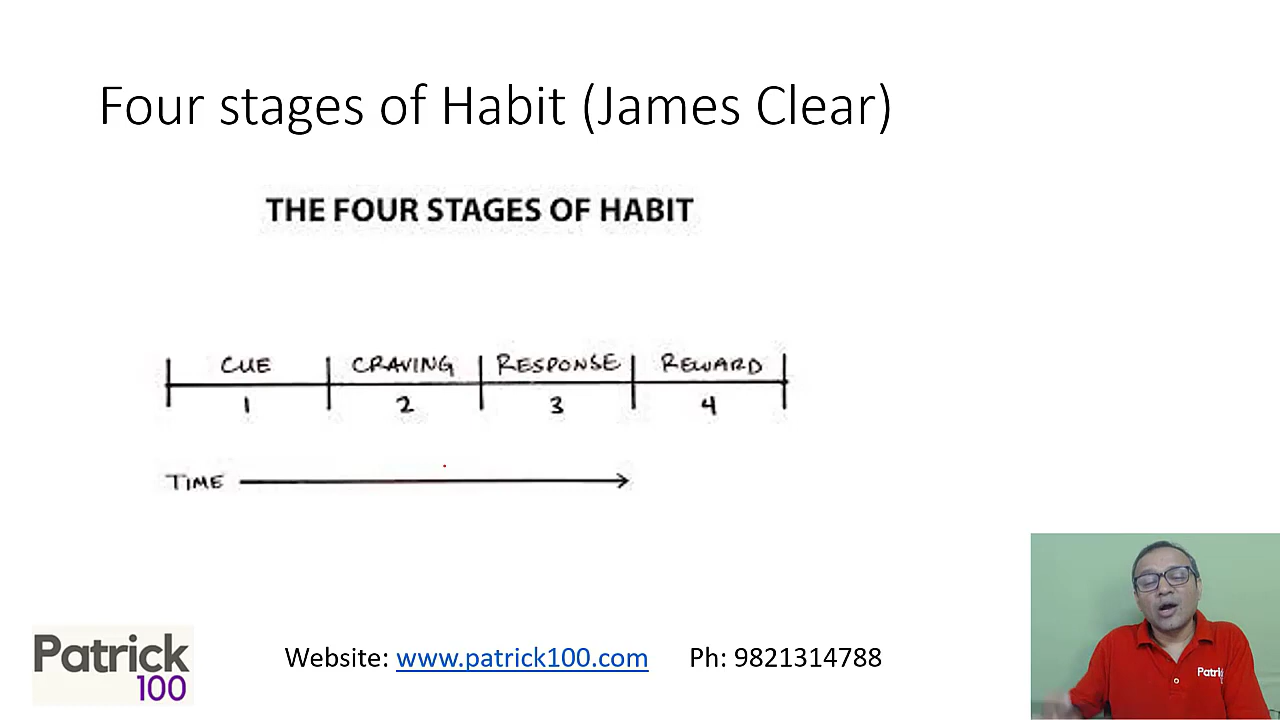 Four stages of Habit (James Clear)
THE FOUR STAGES OF HABIT
CUE CRAVING RESPONSE REWARD
1 2 3 4
TIME
Patrick
100
Website: www.patrick100.com Ph: 9821314788